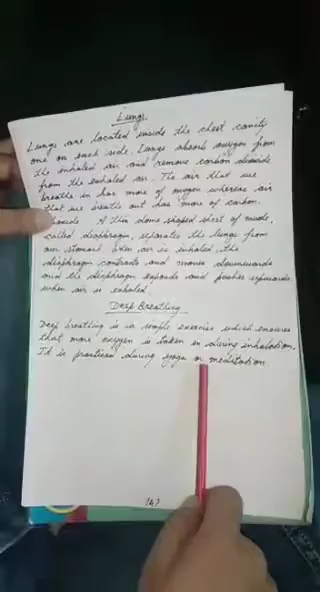 Lungs
Lungs are located inside the chest cavity
one on each side. Lungs absorb oxygen from
the inhaled air and remove carbon dioxide
from the exhaled air. The air that we
breathe in has more of oxygen whereas air
that we breathe out has more of carbon
dioxide. A thin dome shaped sheet of muscle,
called diaphragm, separates the lungs from
our stomach. When air is inhaled, the
diaphragm contracts and moves downwards
and the diaphragm expands and pushes upwards
when air is exhaled.
Deep Breathing
Deep breathing is a simple exercise which ensures
that more oxygen is taken in during inhalation.
It is practiced during yoga or meditation